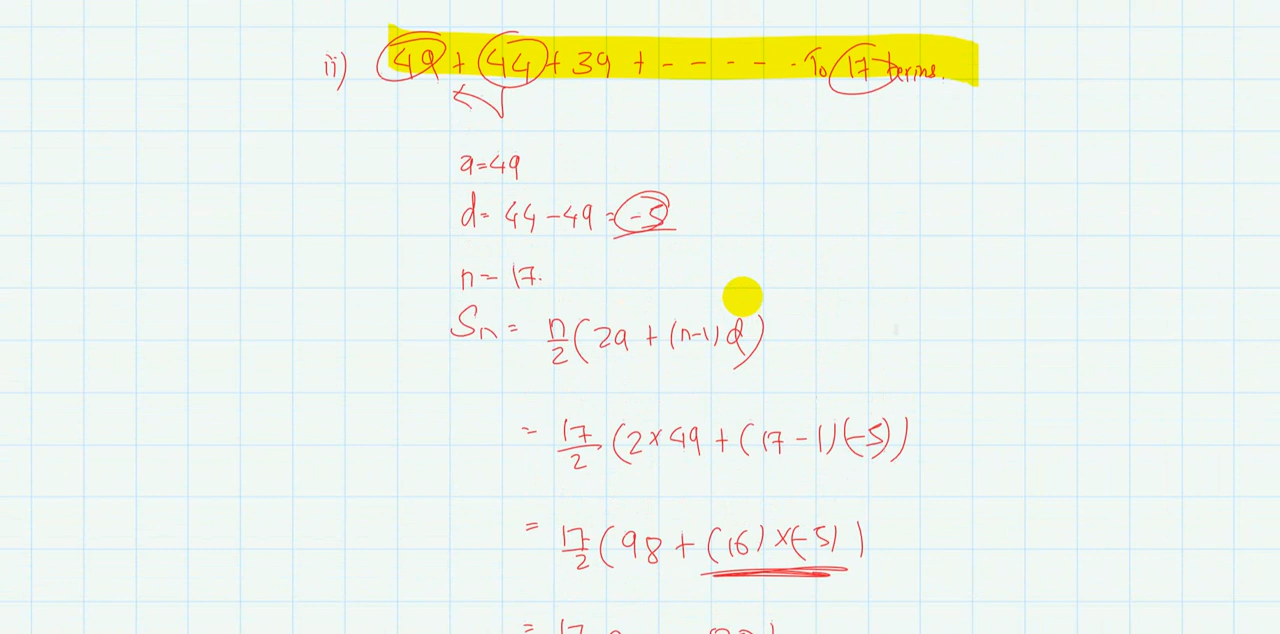 ii) 49 + 44 + 39 + - - - - - . To 17 terms.
a=49
d= 44 - 49 = -5
n = 17.
Sn = n/2 (2a + (n-1)d)
= 17/2 (2×49 + (17-1)(-5))
= 17/2 (98 + (16)×(-5))
= 17